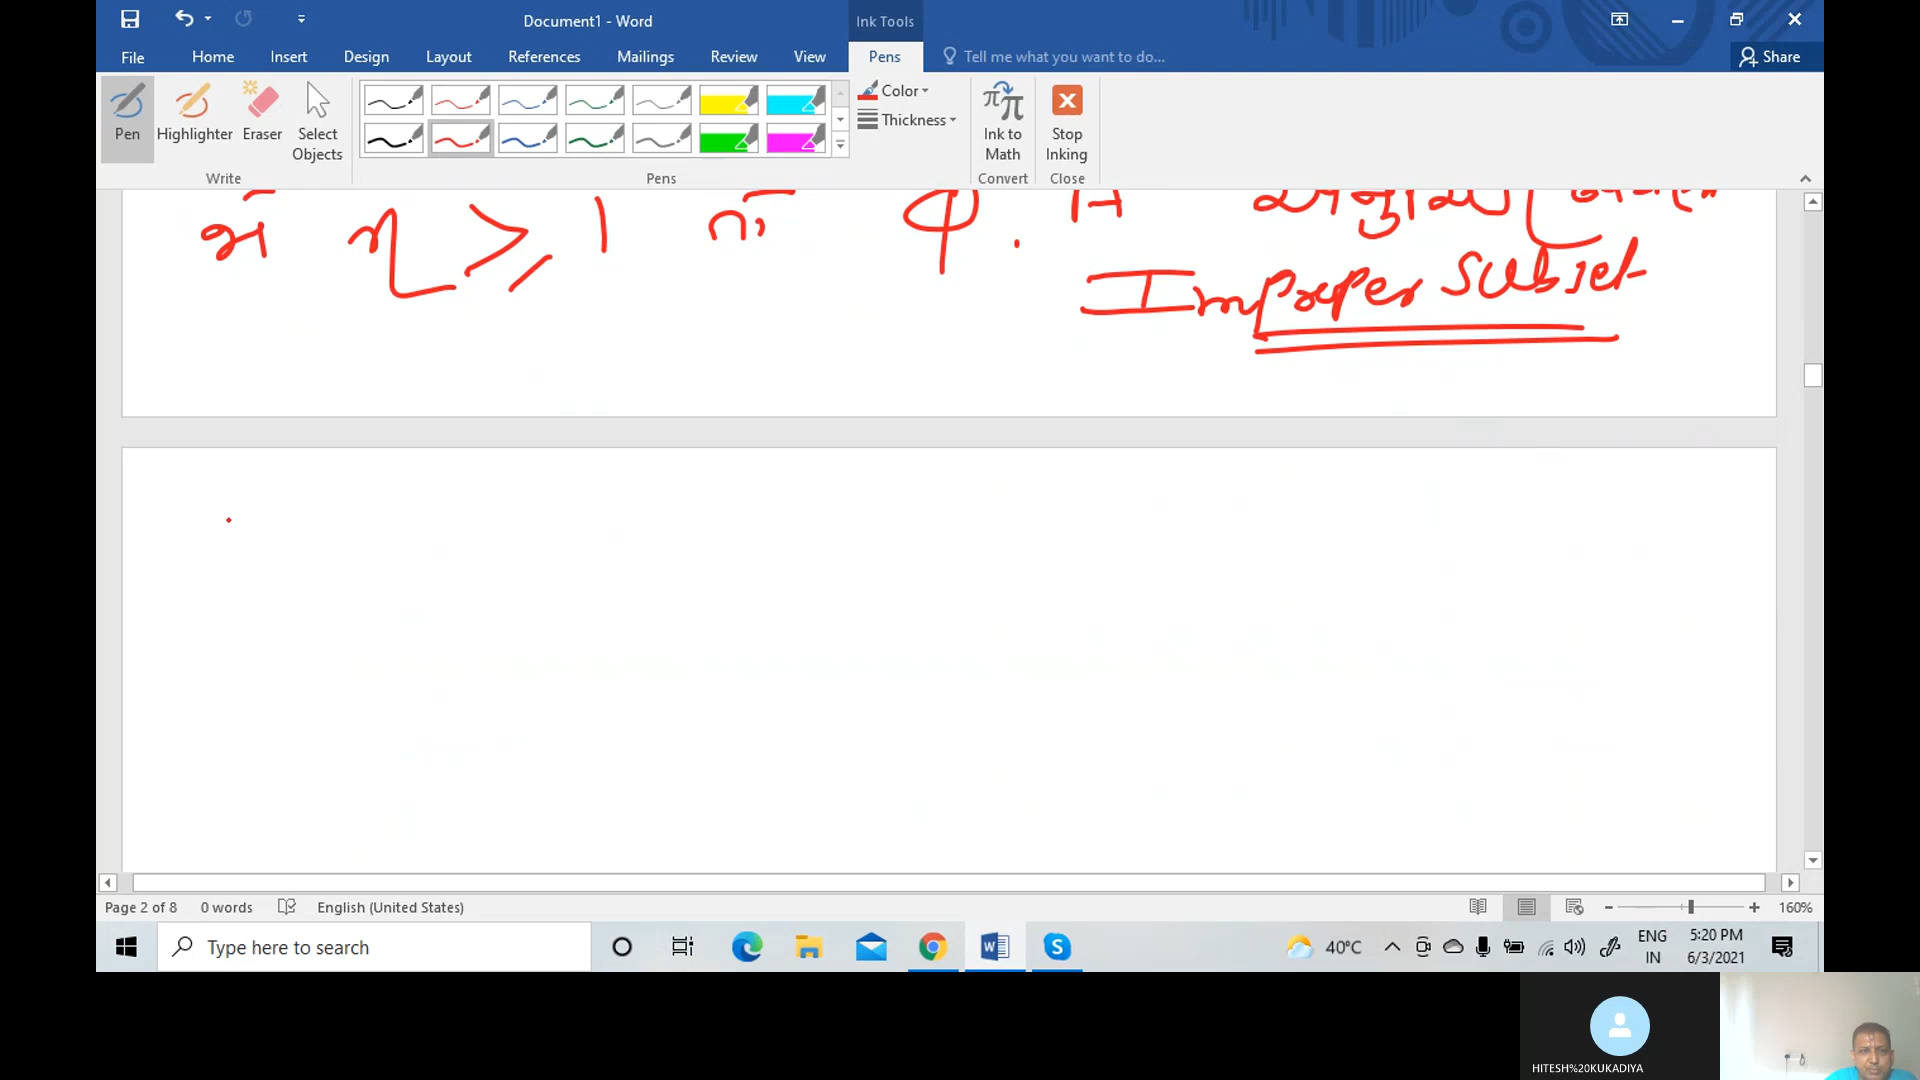 Document1 - Word
Ink Tools
File Home Insert Design Layout References Mailings Review View Pens Tell me what you want to do... Share
Pen Highlighter Eraser Select Objects
Color
Thickness
Ink to Math
Stop Inking
Write Pens Convert Close
n ≥ 1
φ.
Improper Subset
Page 2 of 8 0 words English (United States) 160%
Type here to search
40°C
ENG
IN
5:20 PM
6/3/2021
HITESH%20KUKADIYA